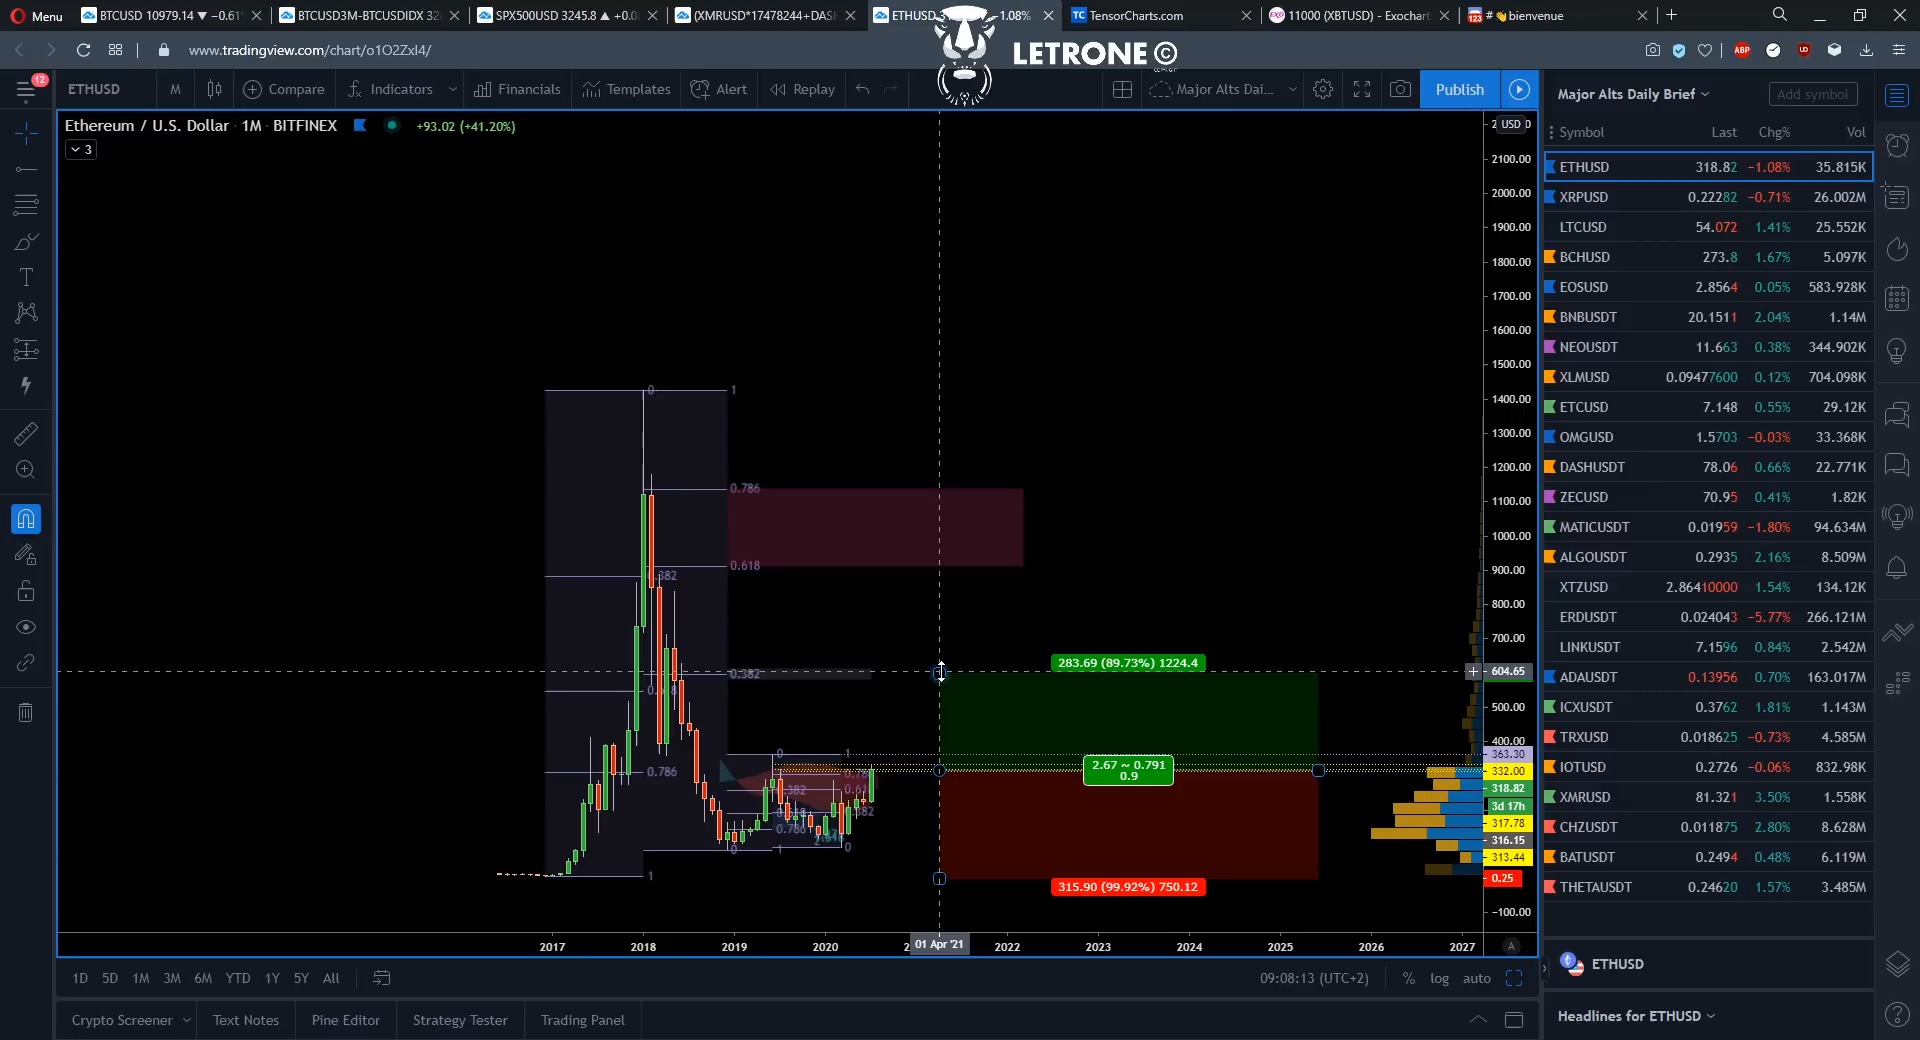 Menu
BTCUSD 10979.14 ▼ −0.61
BTCUSD3M-BTCUSDIDX 32
SPX500USD 3245.8 ▲ +0.0
(XMRUSD*17478244+DAS
−1.08%
TensorCharts.com
11000 (XBTUSD) - Exochart
#👋bienvenue
www.tradingview.com/chart/o1O2ZxI4/
LETRONE ©
12
ETHUSD
M
Compare
Indicators
Financials
Templates
Alert
Replay
Major Alts Dai...
Publish
Ethereum / U.S. Dollar · 1M · BITFINEX
+93.02 (+41.20%)
3
USD
2100.00
2000.00
1900.00
1800.00
1700.00
1600.00
1500.00
1400.00
1300.00
1200.00
1100.00
1000.00
900.00
800.00
700.00
604.65
500.00
400.00
363.30
332.00
318.82
3d 17h
317.78
316.15
313.44
0.25
−100.00
0
1
0.786
0.618
0.382
0.786
1
283.69 (89.73%) 1224.4
2.67 ~ 0.791
0.9
315.90 (99.92%) 750.12
2017
2018
2019
2020
01 Apr '21
2022
2023
2024
2025
2026
2027
A
1D
5D
1M
3M
6M
YTD
1Y
5Y
All
09:08:13 (UTC+2)
%
log
auto
Crypto Screener
Text Notes
Pine Editor
Strategy Tester
Trading Panel
Major Alts Daily Brief
Add symbol
Symbol Last Chg% Vol
ETHUSD 318.82 −1.08% 35.815K
XRPUSD 0.22282 −0.71% 26.002M
LTCUSD 54.072 1.41% 25.552K
BCHUSD 273.8 1.67% 5.097K
EOSUSD 2.8564 0.05% 583.928K
BNBUSDT 20.1511 2.04% 1.14M
NEOUSDT 11.663 0.38% 344.902K
XLMUSD 0.09477600 0.12% 704.098K
ETCUSD 7.148 0.55% 29.12K
OMGUSD 1.5703 −0.03% 33.368K
DASHUSDT 78.06 0.66% 22.771K
ZECUSD 70.95 0.41% 1.82K
MATICUSDT 0.01959 −1.80% 94.634M
ALGOUSDT 0.2935 2.16% 8.509M
XTZUSD 2.86410000 1.54% 134.12K
ERDUSDT 0.024043 −5.77% 266.121M
LINKUSDT 7.1596 0.84% 2.542M
ADAUSDT 0.13956 0.70% 163.017M
ICXUSDT 0.3762 1.81% 1.143M
TRXUSD 0.018625 −0.73% 4.585M
IOTUSD 0.2726 −0.06% 832.98K
XMRUSD 81.321 3.50% 1.558K
CHZUSDT 0.011875 2.80% 8.628M
BATUSDT 0.2494 0.48% 6.119M
THETAUSDT 0.24620 1.57% 3.485M
ETHUSD
Headlines for ETHUSD